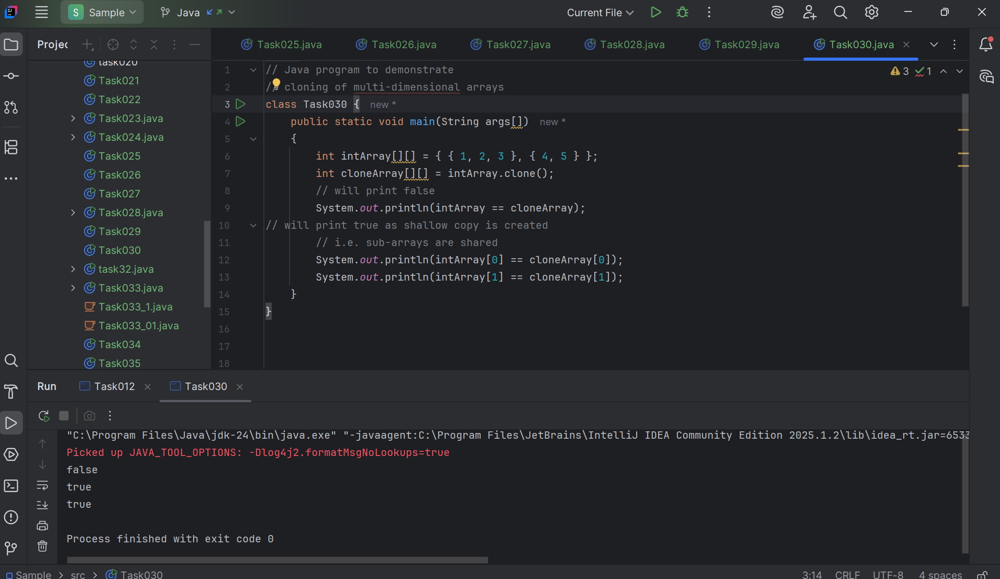 S Sample Java Current File
Project
Task025.java Task026.java Task027.java Task028.java Task029.java Task030.java
task020
Task021
Task022
Task023.java
Task024.java
Task025
Task026
Task027
Task028.java
Task029
Task030
task32.java
Task033.java
Task033_1.java
Task033_01.java
Task034
Task035
3 1
1 // Java program to demonstrate
2 // cloning of multi-dimensional arrays
3 class Task030 { new *
4 public static void main(String args[]) new *
5 {
6 int intArray[][] = { { 1, 2, 3 }, { 4, 5 } };
7 int cloneArray[][] = intArray.clone();
8 // will print false
9 System.out.println(intArray == cloneArray);
10 // will print true as shallow copy is created
11 // i.e. sub-arrays are shared
12 System.out.println(intArray[0] == cloneArray[0]);
13 System.out.println(intArray[1] == cloneArray[1]);
14 }
15 }
16
17
18
Run Task012 Task030
"C:\Program Files\Java\jdk-24\bin\java.exe" "-javaagent:C:\Program Files\JetBrains\IntelliJ IDEA Community Edition 2025.1.2\lib\idea_rt.jar=6533
Picked up JAVA_TOOL_OPTIONS: -Dlog4j2.formatMsgNoLookups=true
false
true
true
Process finished with exit code 0
Sample > src > Task030 3:14 CRLF UTF-8 4 spaces